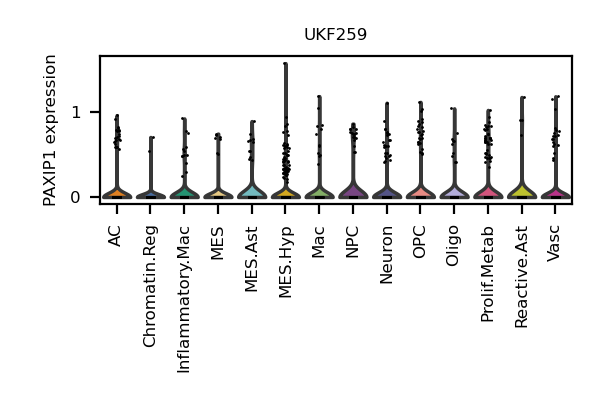 UKF259
PAXIP1 expression
1
0
AC
Chromatin.Reg
Inflammatory.Mac
MES
MES.Ast
MES.Hyp
Mac
NPC
Neuron
OPC
Oligo
Prolif.Metab
Reactive.Ast
Vasc